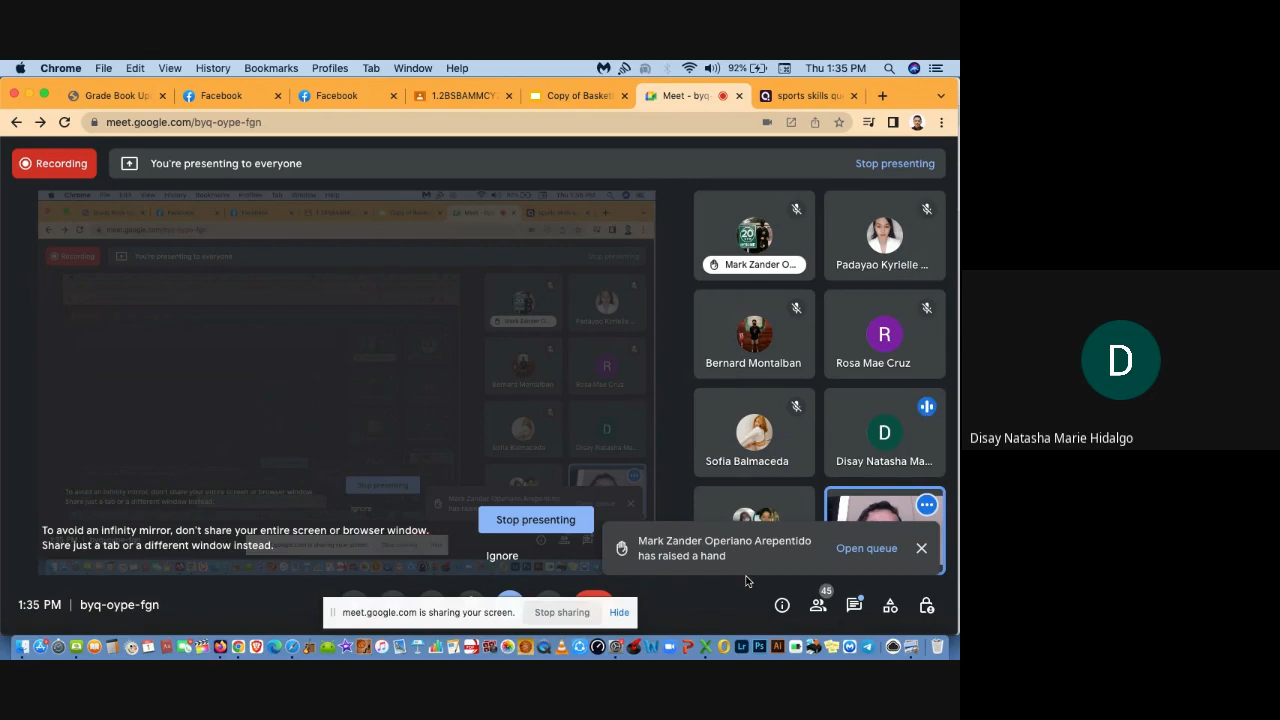 Chrome File Edit View History Bookmarks Profiles Tab Window Help 92% Thu 1:35 PM
Grade Book Up Facebook Facebook 1.2BSBAMMCY Copy of Basket Meet - byq- sports skills qu
meet.google.com/byq-oype-fgn
Recording You're presenting to everyone Stop presenting
Mark Zander O... Padayao Kyrielle ...
Bernard Montalban Rosa Mae Cruz
D
Sofia Balmaceda Disay Natasha Ma...
R
D
Disay Natasha Marie Hidalgo
To avoid an infinity mirror, don't share your entire screen or browser window.
Share just a tab or a different window instead.
Stop presenting
Ignore
Mark Zander Operiano Arepentido
has raised a hand
Open queue
45
1:35 PM | byq-oype-fgn
meet.google.com is sharing your screen. Stop sharing Hide